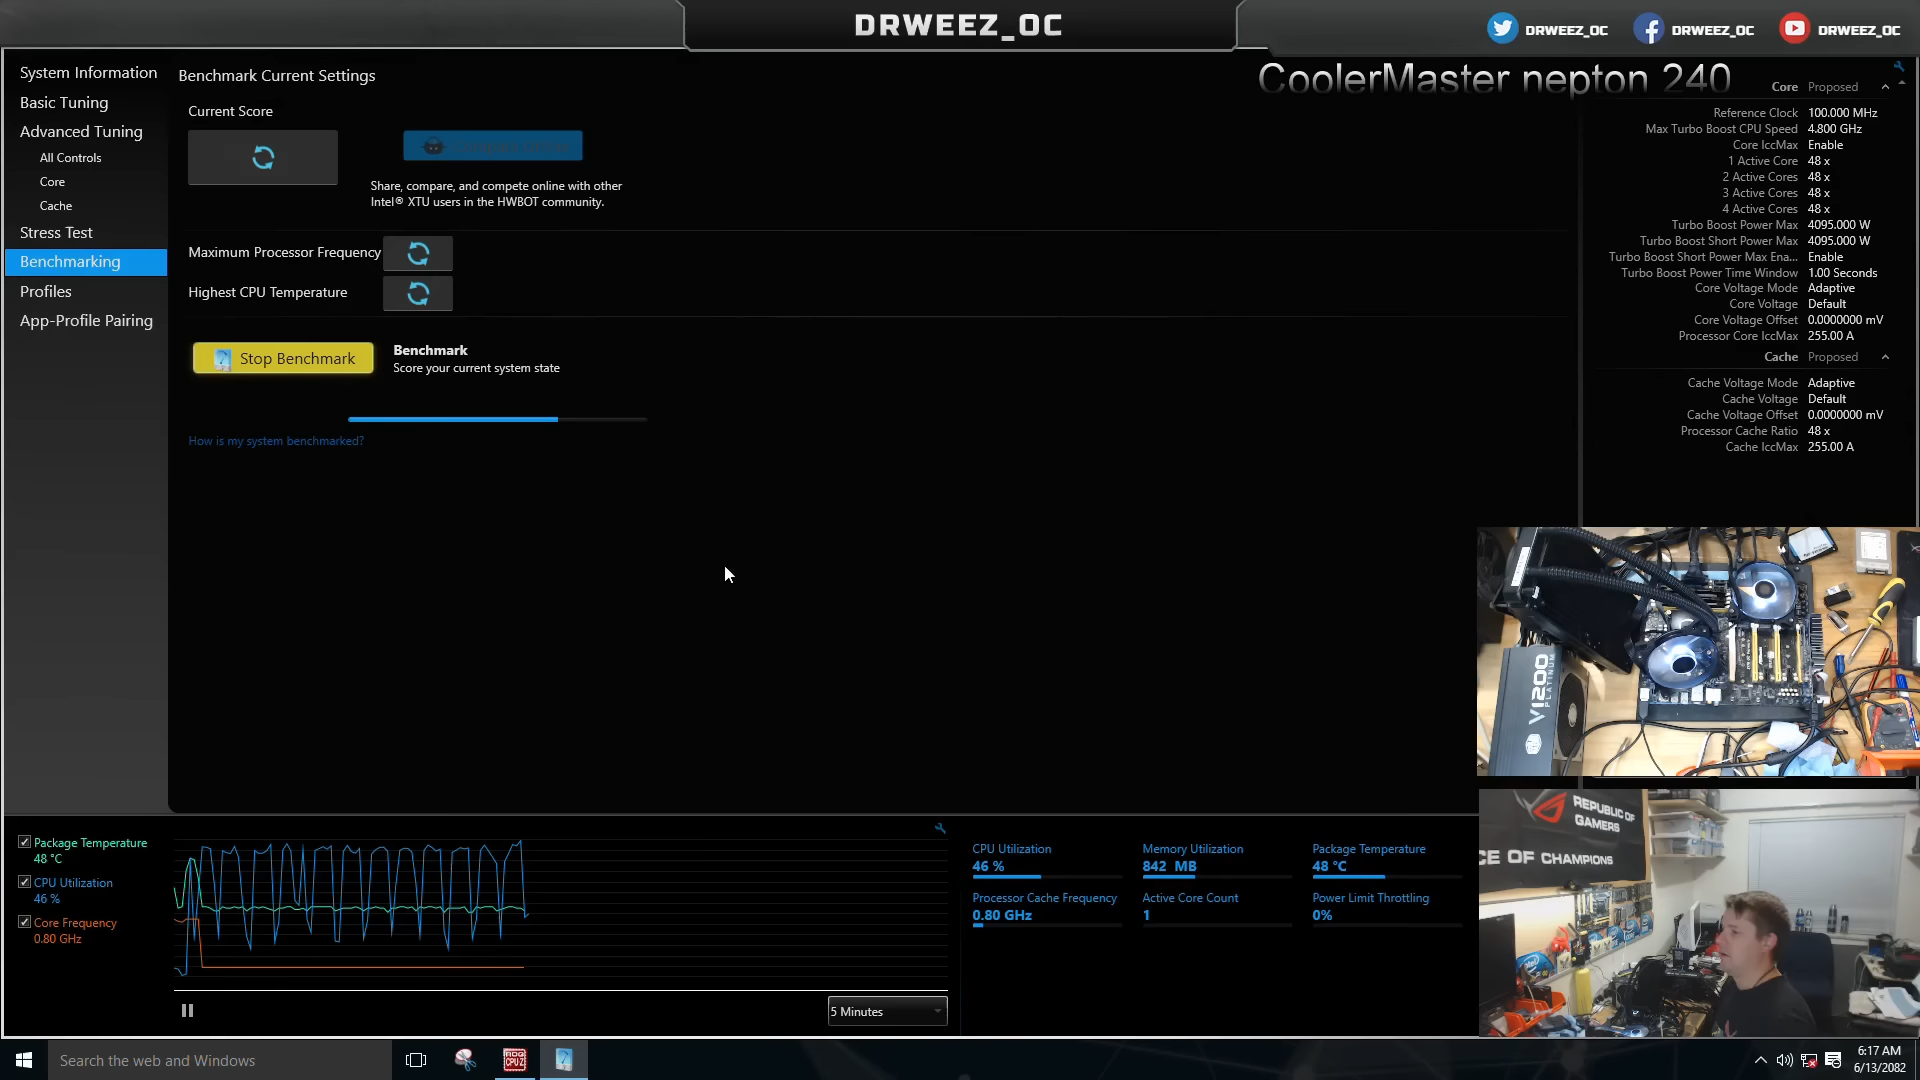 DRWEEZ_OC
DRWEEZ_OC
DRWEEZ_OC
DRWEEZ_OC
System Information
Basic Tuning
Advanced Tuning
All Controls
Core
Cache
Stress Test
Benchmarking
Profiles
App-Profile Pairing
Benchmark Current Settings
Current Score
Share, compare, and compete online with other
Intel® XTU users in the HWBOT community.
Maximum Processor Frequency
Highest CPU Temperature
Stop Benchmark
Benchmark
Score your current system state
How is my system benchmarked?
CoolerMaster nepton 240
Core Proposed
Reference Clock 100.000 MHz
Max Turbo Boost CPU Speed 4.800 GHz
Core IccMax Enable
1 Active Core 48 x
2 Active Cores 48 x
3 Active Cores 48 x
4 Active Cores 48 x
Turbo Boost Power Max 4095.000 W
Turbo Boost Short Power Max 4095.000 W
Turbo Boost Short Power Max Ena... Enable
Turbo Boost Power Time Window 1.00 Seconds
Core Voltage Mode Adaptive
Core Voltage Default
Core Voltage Offset 0.0000000 mV
Processor Core IccMax 255.00 A
Cache Proposed
Cache Voltage Mode Adaptive
Cache Voltage Default
Cache Voltage Offset 0.0000000 mV
Processor Cache Ratio 48 x
Cache IccMax 255.00 A
V1200
PLATINUM
REPUBLIC OF
GAMERS
CE OF CHAMPIONS
Package Temperature
48 °C
CPU Utilization
46 %
Core Frequency
0.80 GHz
5 Minutes
CPU Utilization
46 %
Memory Utilization
842 MB
Package Temperature
48 °C
Processor Cache Frequency
0.80 GHz
Active Core Count
1
Power Limit Throttling
0%
Search the web and Windows
CPU-Z
6:17 AM
6/13/2082